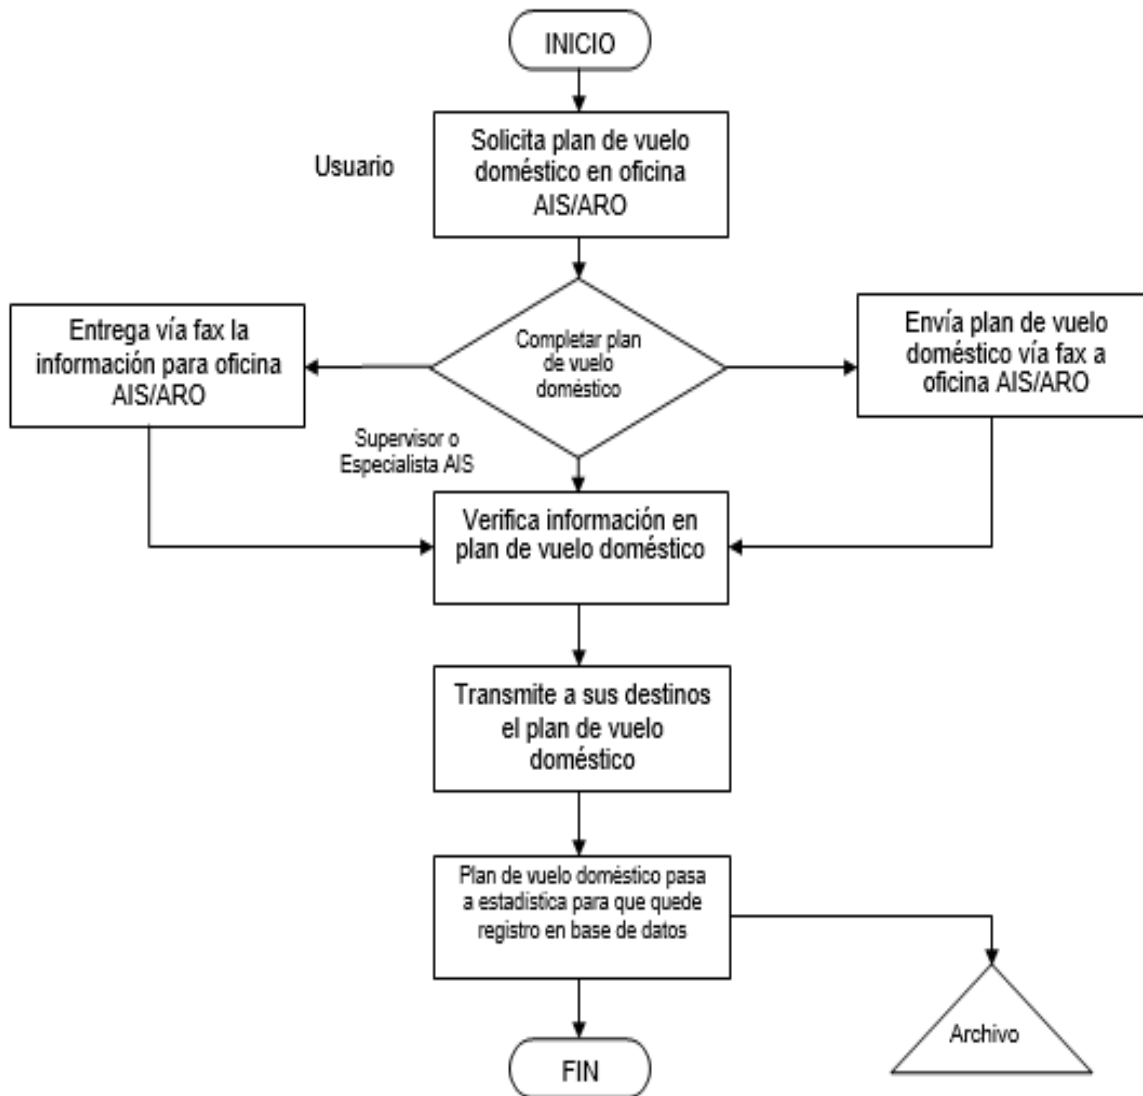 INICIO
Usuario
Solicita plan de vuelo
doméstico en oficina
AIS/ARO
Completar plan
de vuelo
doméstico
Entrega vía fax la
información para oficina
AIS/ARO
Envía plan de vuelo
doméstico vía fax a
oficina AIS/ARO
Supervisor o
Especialista AIS
Verifica información en
plan de vuelo doméstico
Transmite a sus destinos
el plan de vuelo
doméstico
Plan de vuelo doméstico pasa
a estadística para que quede
registro en base de datos
Archivo
FIN